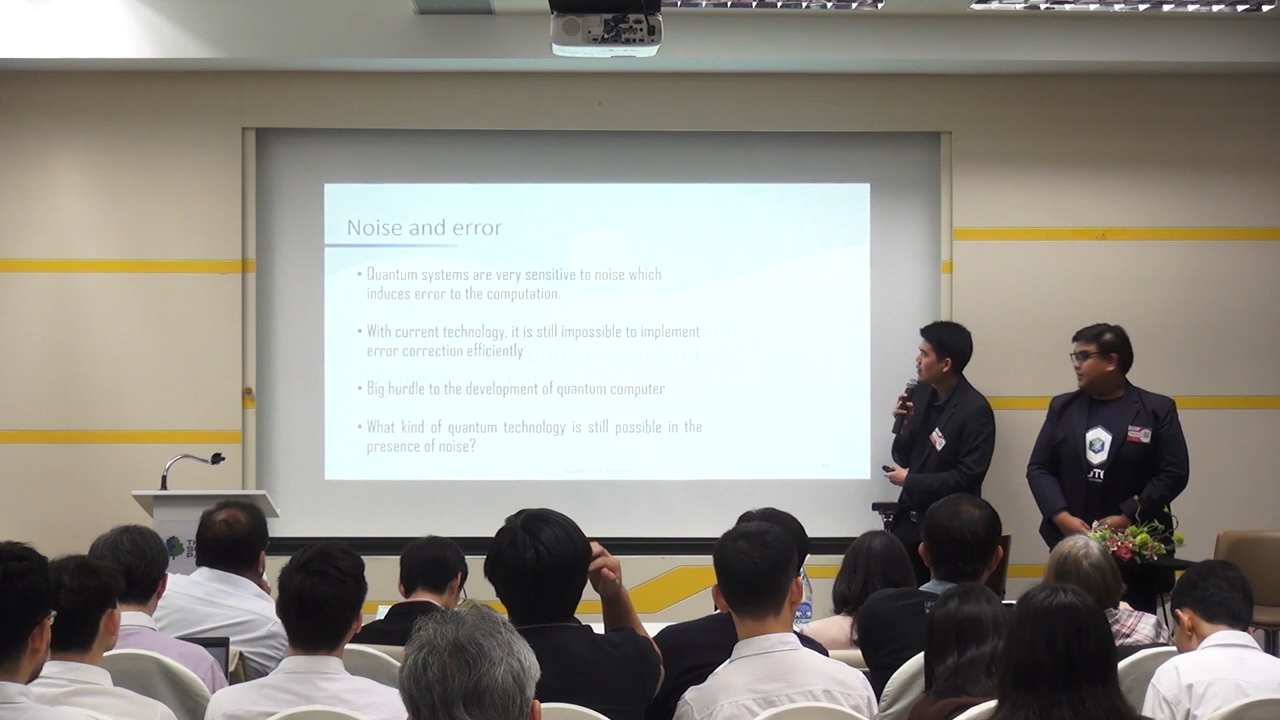 Noise and error
• Quantum systems are very sensitive to noise which
induces error to the computation.
• With current technology, it is still impossible to implement
error correction efficiently
• Big hurdle to the development of quantum computer
• What kind of quantum technology is still possible in the
presence of noise?